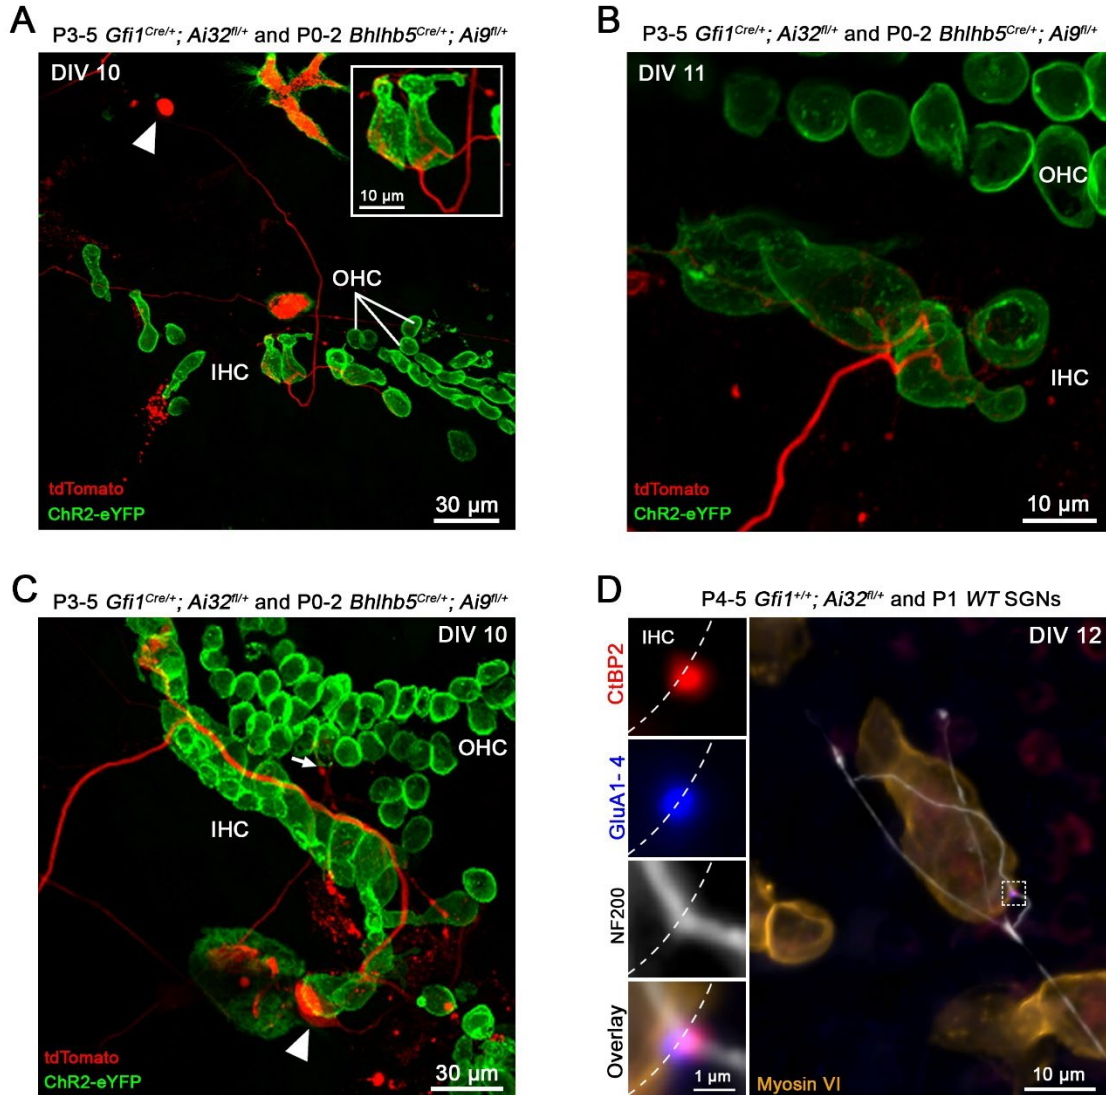 A
P3-5 Gfi1Cre/+; Ai32fl/+ and P0-2 Bhlhb5Cre/+; Ai9fl/+
DIV 10
10 µm
OHC
IHC
tdTomato
ChR2-eYFP
30 µm
B
P3-5 Gfi1Cre/+; Ai32fl/+ and P0-2 Bhlhb5Cre/+; Ai9fl/+
DIV 11
OHC
IHC
tdTomato
ChR2-eYFP
10 µm
C
P3-5 Gfi1Cre/+; Ai32fl/+ and P0-2 Bhlhb5Cre/+; Ai9fl/+
DIV 10
OHC
IHC
tdTomato
ChR2-eYFP
30 µm
D
P4-5 Gfi1+/+; Ai32fl/+ and P1 WT SGNs
IHC
CtBP2
GluA1- 4
NF200
Overlay
1 µm
DIV 12
Myosin VI
10 µm